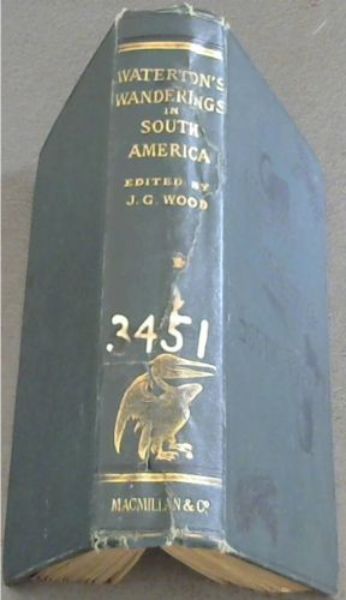 WATERTON'S
WANDERINGS
IN
SOUTH
AMERICA
EDITED BY
J. G. WOOD
3451
MACMILLAN & Co.